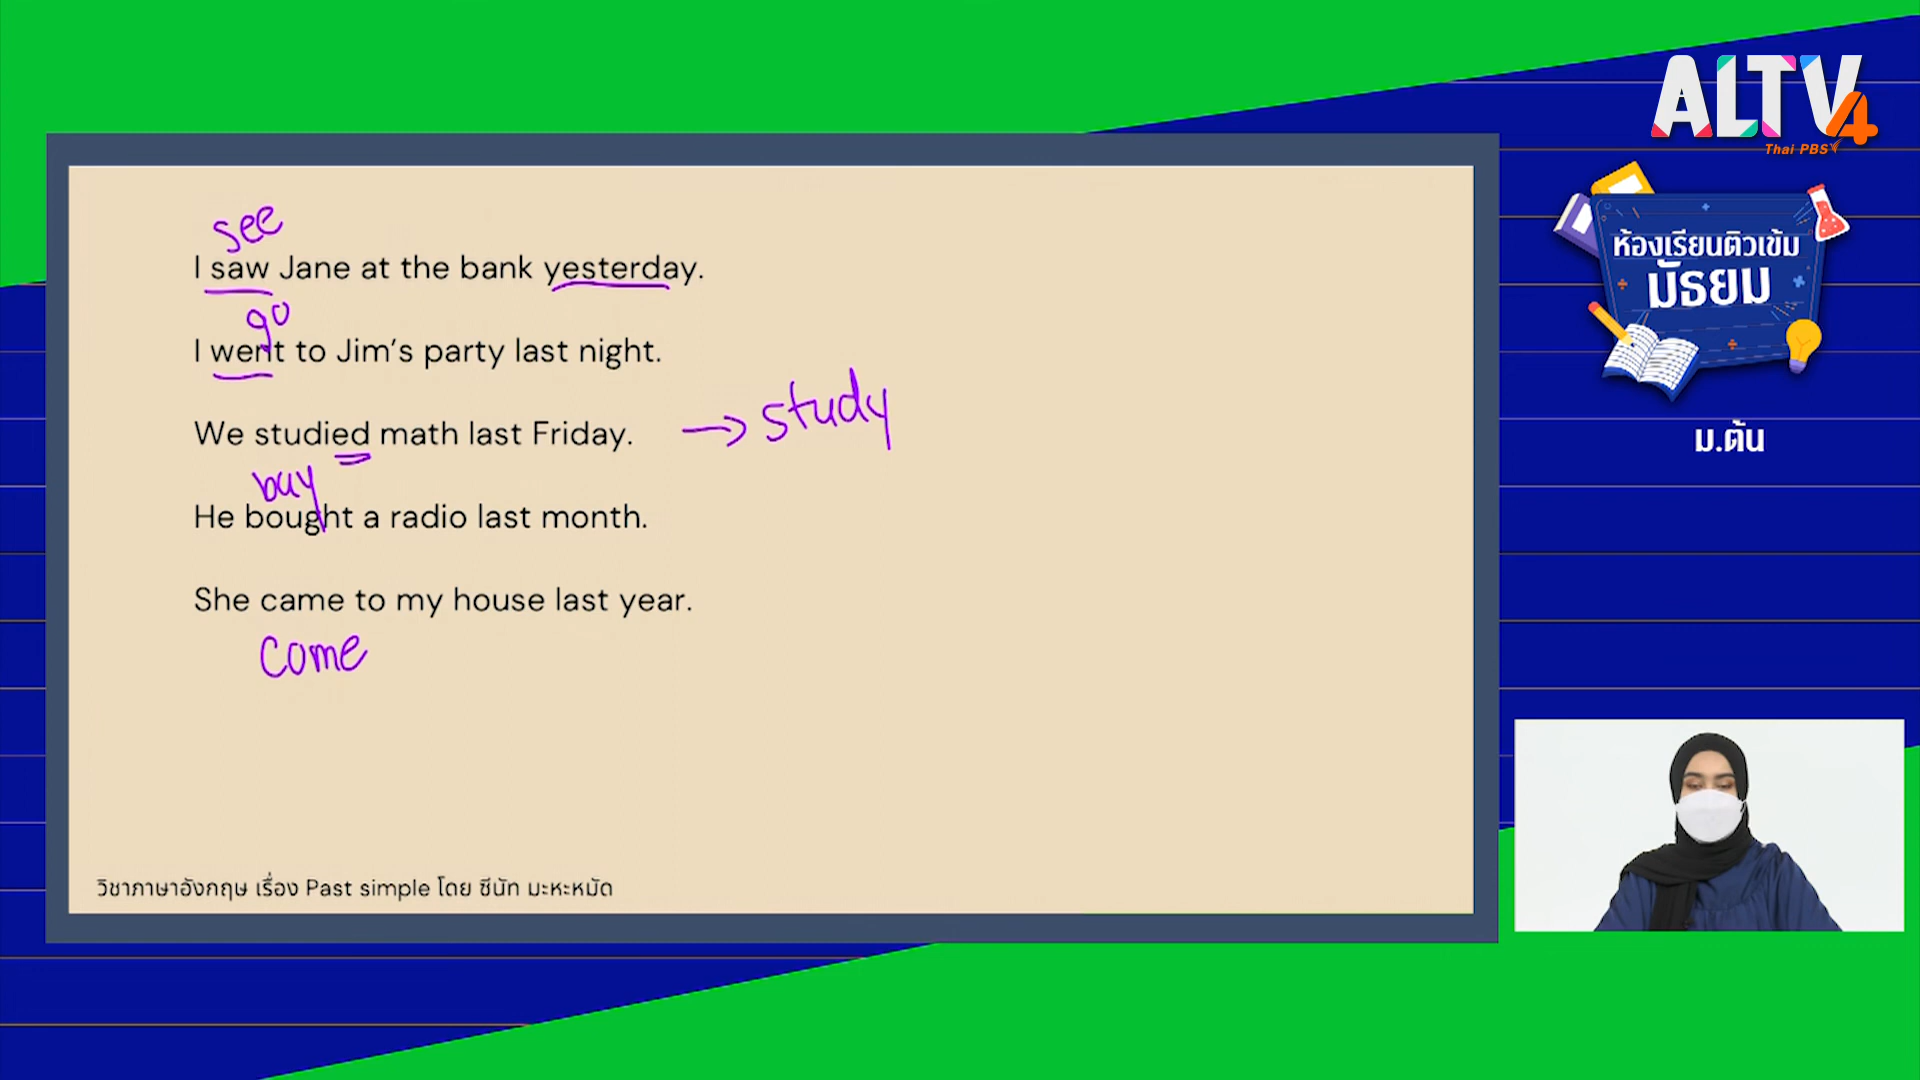 see
I saw Jane at the bank yesterday.
go
I went to Jim's party last night.
We studied math last Friday. → study
buy
He bought a radio last month.
She came to my house last year.
come
วิชาภาษาอังกฤษ เรื่อง Past simple โดย ซีนัท มะหะหมัด
ALTV4
Thai PBS
ห้องเรียนติวเข้ม
มัธยม
ม.ต้น